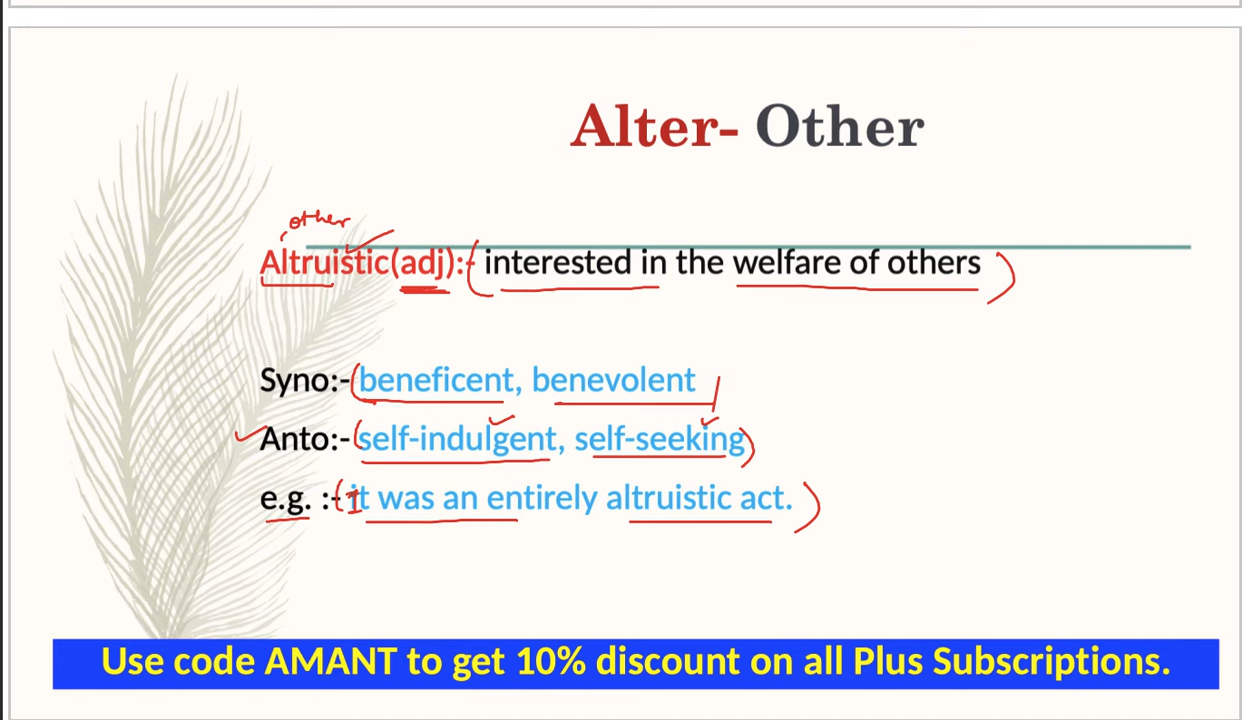 Alter- Other
other
Altruistic(adj):- interested in the welfare of others
Syno:- beneficent, benevolent
Anto:- self-indulgent, self-seeking
e.g. :- It was an entirely altruistic act.
Use code AMANT to get 10% discount on all Plus Subscriptions.